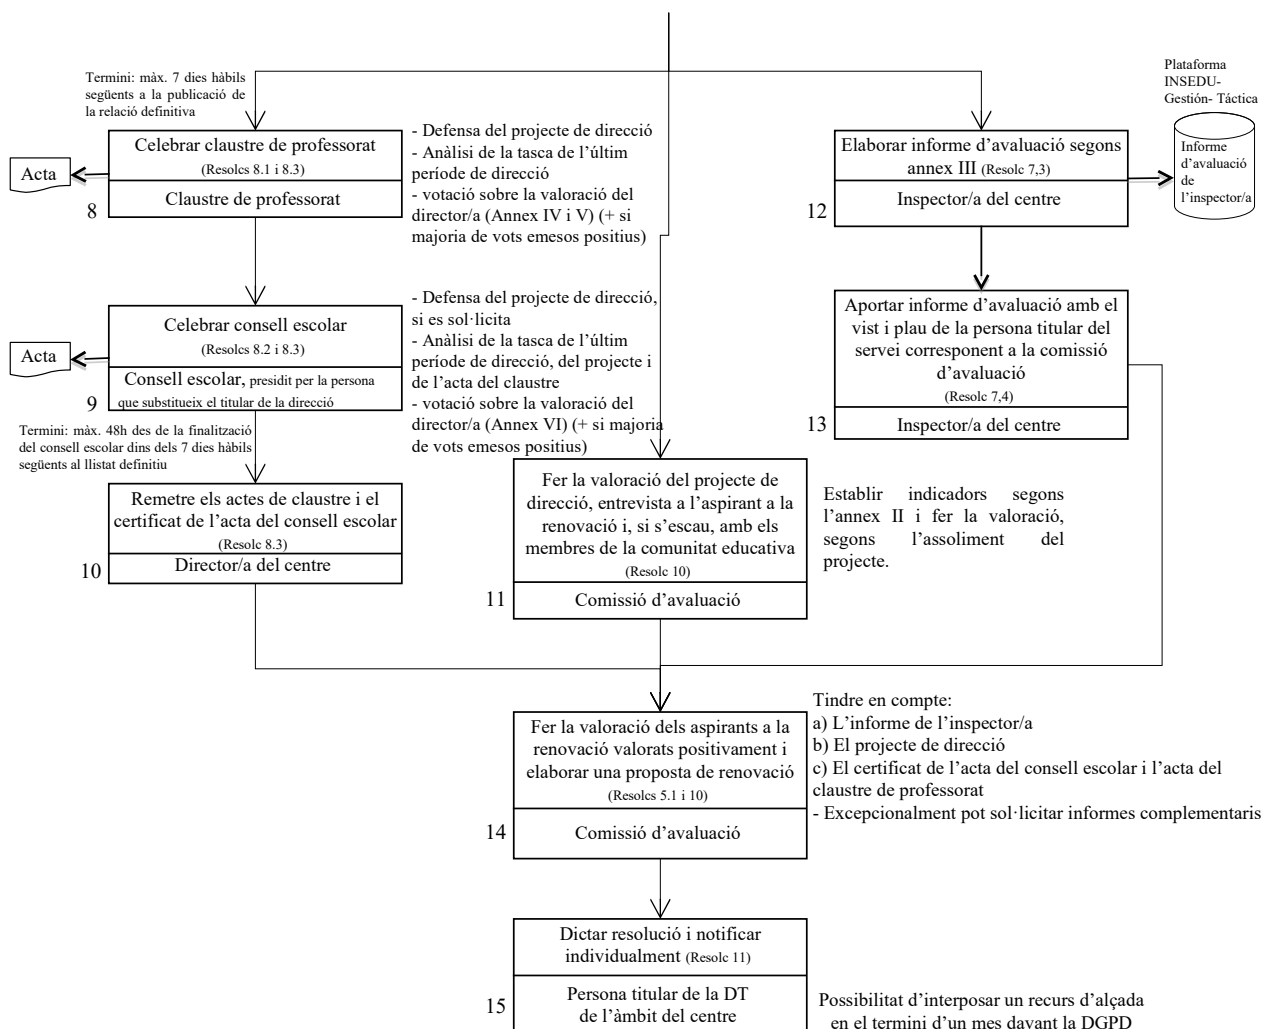 Termini: màx. 7 dies hàbils
següents a la publicació de
la relació definitiva
Plataforma
INSEDU-
Gestión- Táctica
Celebrar claustre de professorat
(Resolcs 8.1 i 8.3)
Claustre de professorat
8
Acta
- Defensa del projecte de direcció
- Anàlisi de la tasca de l’últim
període de direcció
- votació sobre la valoració del
director/a (Annex IV i V) (+ si
majoria de vots emesos positius)
Elaborar informe d’avaluació segons
annex III (Resolc 7,3)
Inspector/a del centre
12
Informe
d’avaluació
de
l’inspector/a
Celebrar consell escolar
(Resolcs 8.2 i 8.3)
Consell escolar, presidit per la persona
que substitueix el titular de la direcció
9
Acta
- Defensa del projecte de direcció,
si es sol·licita
- Anàlisi de la tasca de l’últim
període de direcció, del projecte i
de l’acta del claustre
- votació sobre la valoració del
director/a (Annex VI) (+ si majoria
de vots emesos positius)
Aportar informe d’avaluació amb el
vist i plau de la persona titular del
servei corresponent a la comissió
d’avaluació
(Resolc 7,4)
Inspector/a del centre
13
Termini: màx. 48h des de la finalització
del consell escolar dins dels 7 dies hàbils
següents al llistat definitiu
Remetre els actes de claustre i el
certificat de l’acta del consell escolar
(Resolc 8.3)
Director/a del centre
10
Fer la valoració del projecte de
direcció, entrevista a l’aspirant a la
renovació i, si s’escau, amb els
membres de la comunitat educativa
(Resolc 10)
Comissió d’avaluació
11
Establir indicadors segons
l’annex II i fer la valoració,
segons l’assoliment del
projecte.
Fer la valoració dels aspirants a la
renovació valorats positivament i
elaborar una proposta de renovació
(Resolcs 5.1 i 10)
Comissió d’avaluació
14
Tindre en compte:
a) L’informe de l’inspector/a
b) El projecte de direcció
c) El certificat de l’acta del consell escolar i l’acta del
claustre de professorat
- Excepcionalment pot sol·licitar informes complementaris
Dictar resolució i notificar
individualment (Resolc 11)
Persona titular de la DT
de l’àmbit del centre
15
Possibilitat d’interposar un recurs d’alçada
en el termini d’un mes davant la DGPD